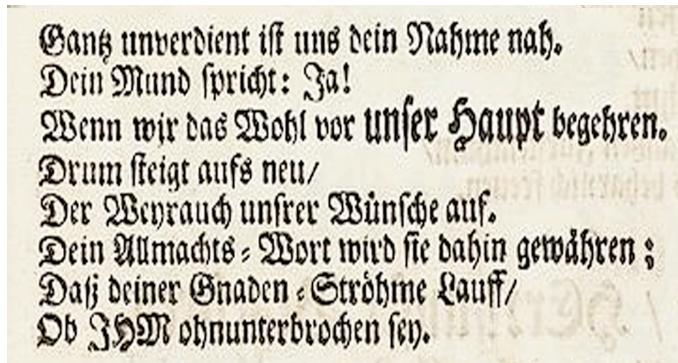 Gantz unverdient ist uns dein Nahme nah.
Dein Mund spricht: Ja!
Wenn wir das Wohl vor unser Haupt begehren.
Drum steigt aufs neu/
Der Weyrauch unsrer Wünsche auf.
Dein Allmachts-Wort wird sie dahin gewähren;
Daß deiner Gnaden-Ströhme Lauff/
Ob JHM ohnunterbrochen sey.